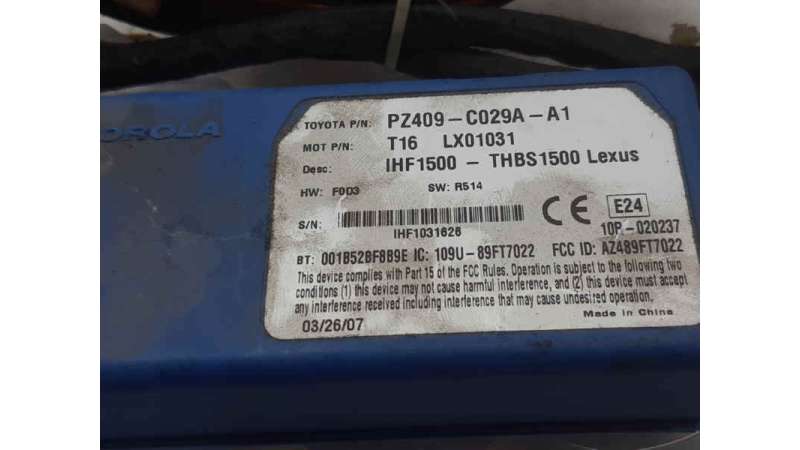 OROLA
TOYOTA P/N: PZ409-C029A-A1
MOT P/N: T16 LX01031
Desc: IHF1500 - THBS1500 Lexus
HW: F0D3 SW: R514
S/N:
IHF1031626
CE E24
10R-020237
BT: 001B52BF8B9E IC: 109U-89FT7022 FCC ID: AZ489FT7022
This device complies with Part 15 of the FCC Rules. Operation is subject to the following two
conditions (1) this device may not cause harmful interference, and (2) this device must accept
any interference received including interference that may cause undesired operation.
03/26/07
Made in China